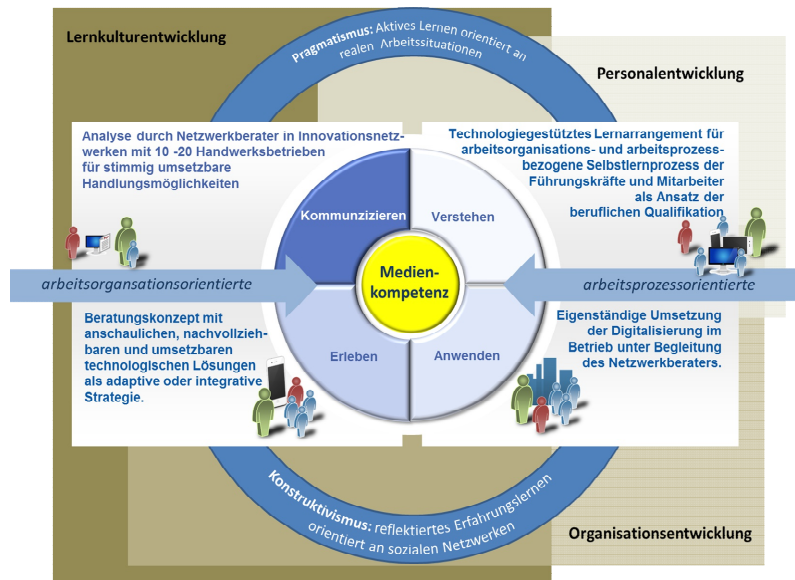 Lernkulturentwicklung
Pragmatismus: Aktives Lernen orientiert an
realen Arbeitssituationen
Personalentwicklung
Analyse durch Netzwerkberater in Innovationsnetz-
werken mit 10 -20 Handwerksbetrieben
für stimmig umsetzbare
Handlungsmöglichkeiten
Technologiegestütztes Lernarrangement für
arbeitsorganisations- und arbeitsprozess-
bezogene Selbstlernprozess der
Führungskräfte und Mitarbeiter
als Ansatz der
beruflichen Qualifikation
Kommunzizieren
Verstehen
Medien-
kompetenz
arbeitsorgansationsorientierte
arbeitsprozessorientierte
Beratungskonzept mit
anschaulichen, nachvollzieh-
baren und umsetzbaren
technologischen Lösungen
als adaptive oder integrative
Strategie.
Erleben
Anwenden
Eigenständige Umsetzung
der Digitalisierung im
Betrieb unter Begleitung
des Netzwerkberaters.
Konstruktivismus: reflektiertes Erfahrungslernen
orientiert an sozialen Netzwerken
Organisationsentwicklung